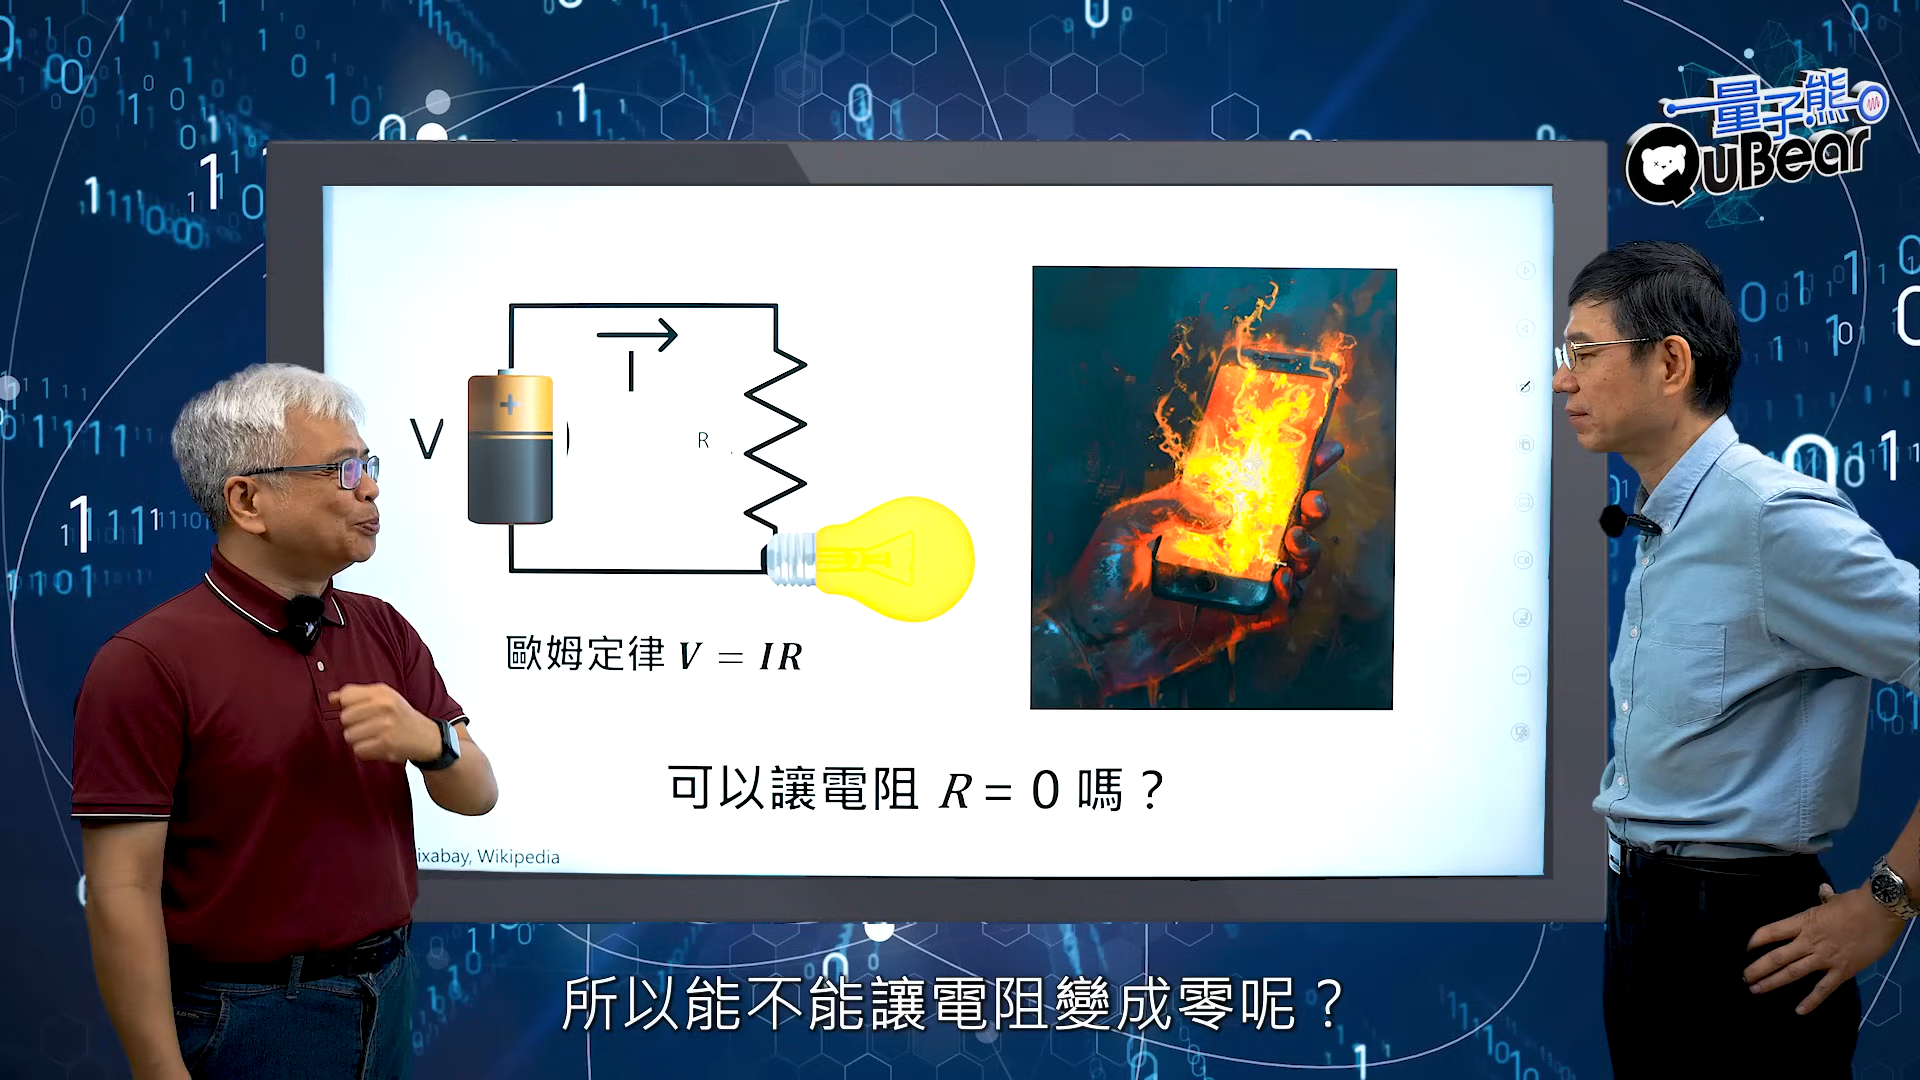 量子熊
QuBear
I
V
+
R
歐姆定律 V = IR
可以讓電阻 R = 0 嗎？
ixabay, Wikipedia
所以能不能讓電阻變成零呢？